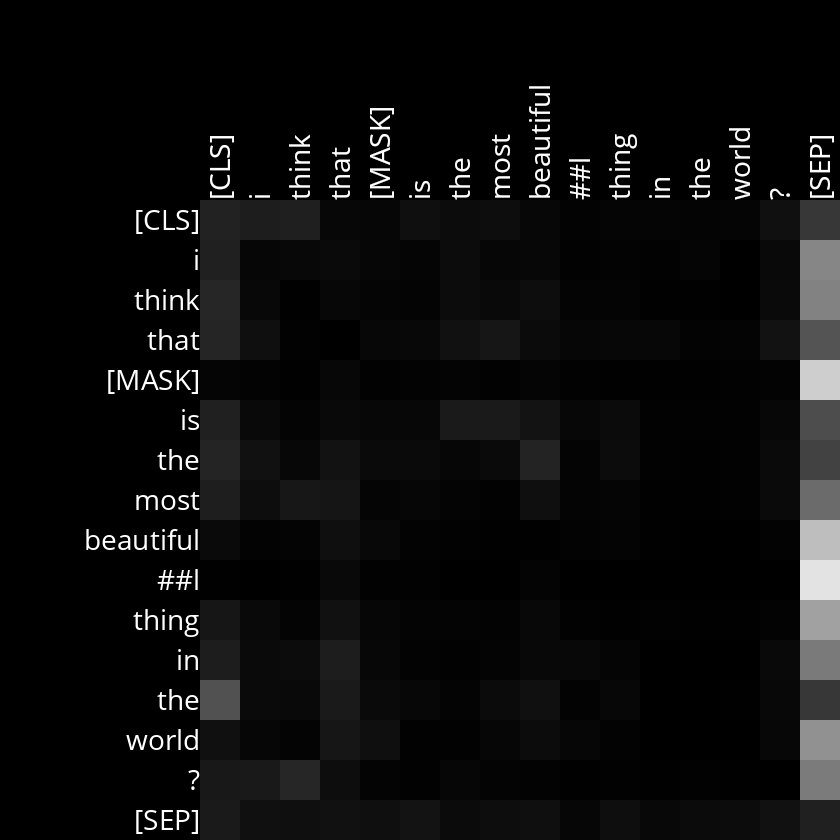 [CLS] i think that [MASK] is the most beautiful ##l thing in the world ? [SEP]
[CLS]
i
think
that
[MASK]
is
the
most
beautiful
##l
thing
in
the
world
?
[SEP]